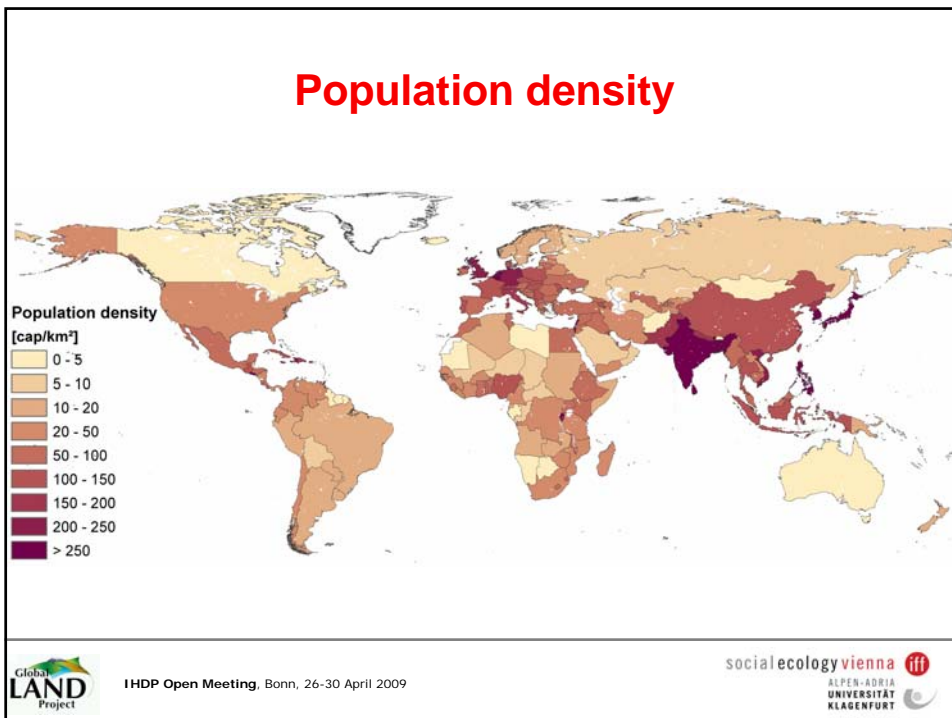 Population density
Population density
[cap/km²]
0 - 5
5 - 10
10 - 20
20 - 50
50 - 100
100 - 150
150 - 200
200 - 250
> 250
Global
LAND
Project
IHDP Open Meeting, Bonn, 26-30 April 2009
social ecology vienna iff
ALPEN-ADRIA
UNIVERSITÄT
KLAGENFURT